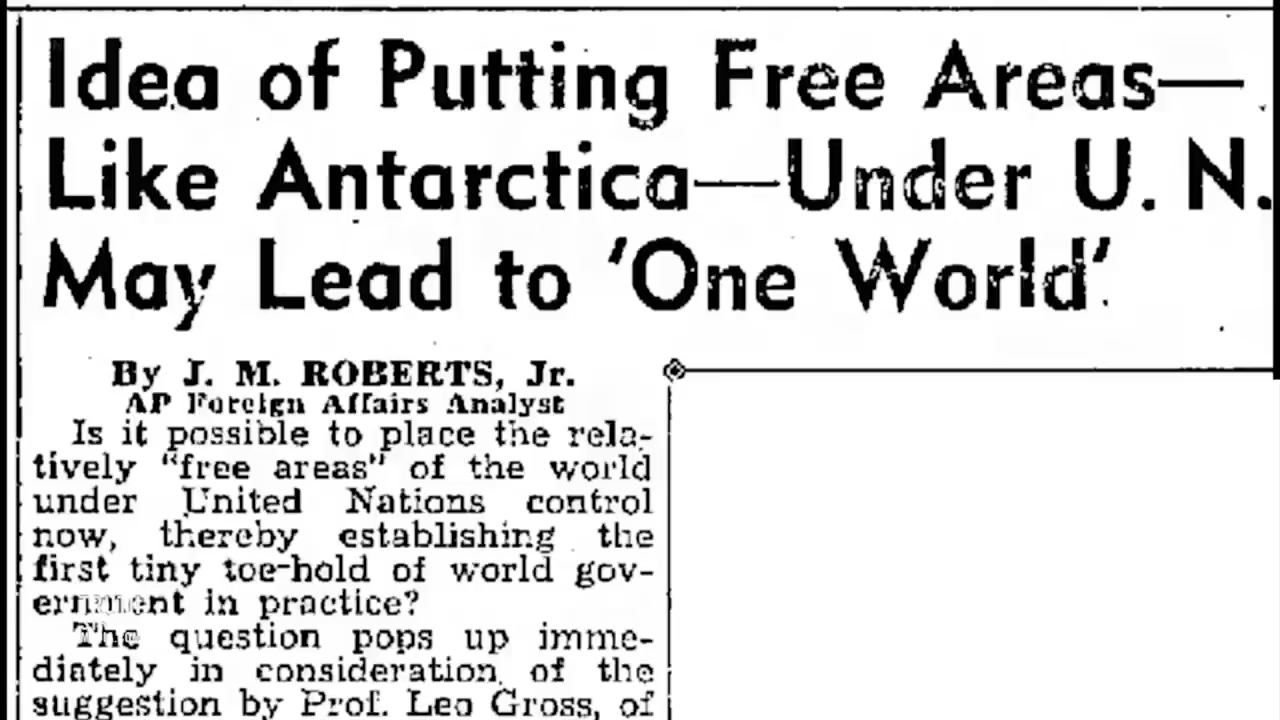 Idea of Putting Free Areas—
Like Antarctica—Under U. N.
May Lead to 'One World'.
By J. M. ROBERTS, Jr.
AP Foreign Affairs Analyst
Is it possible to place the rela-
tively "free areas" of the world
under United Nations control
now, thereby establishing the
first tiny toe-hold of world gov-
ernment in practice?
The question pops up imme-
diately in consideration of the
suggestion by Prof. Leo Gross, of